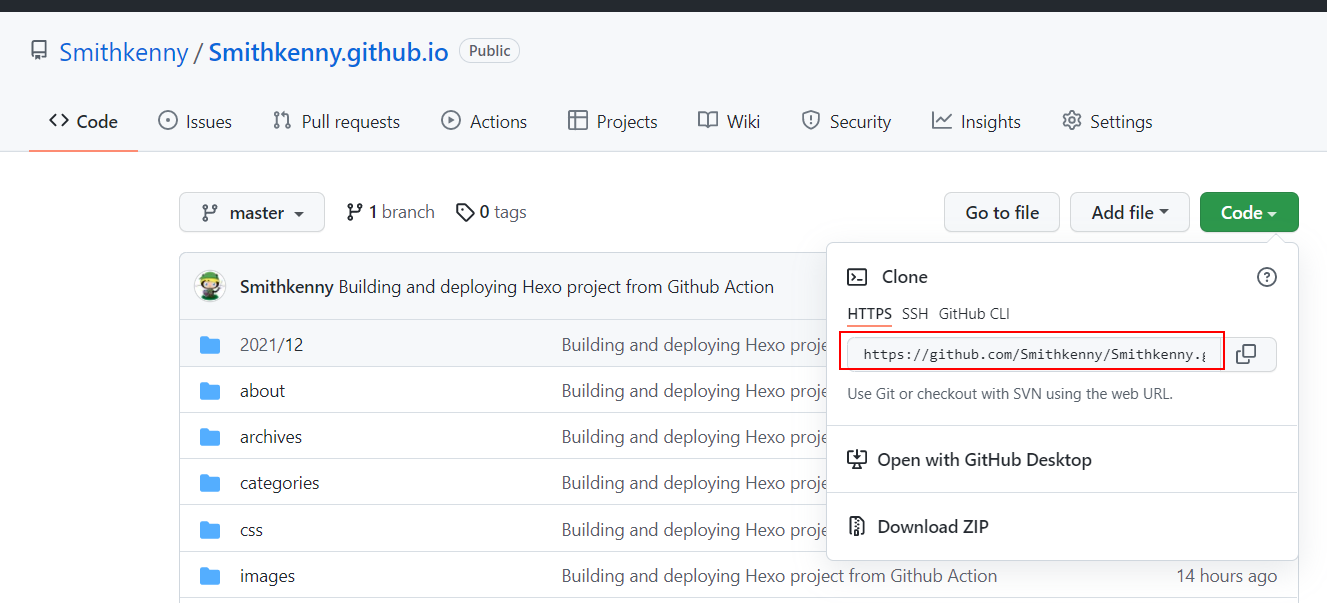 Smithkenny / Smithkenny.github.io Public
Code Issues Pull requests Actions Projects Wiki Security Insights Settings
master 1 branch 0 tags Go to file Add file Code
Smithkenny Building and deploying Hexo project from Github Action
2021/12 Building and deploying Hexo proje
about Building and deploying Hexo proje
archives Building and deploying Hexo proje
categories Building and deploying Hexo proje
css Building and deploying Hexo proje
images Building and deploying Hexo project from Github Action 14 hours ago
Clone
HTTPS SSH GitHub CLI
https://github.com/Smithkenny/Smithkenny.g
Use Git or checkout with SVN using the web URL.
Open with GitHub Desktop
Download ZIP